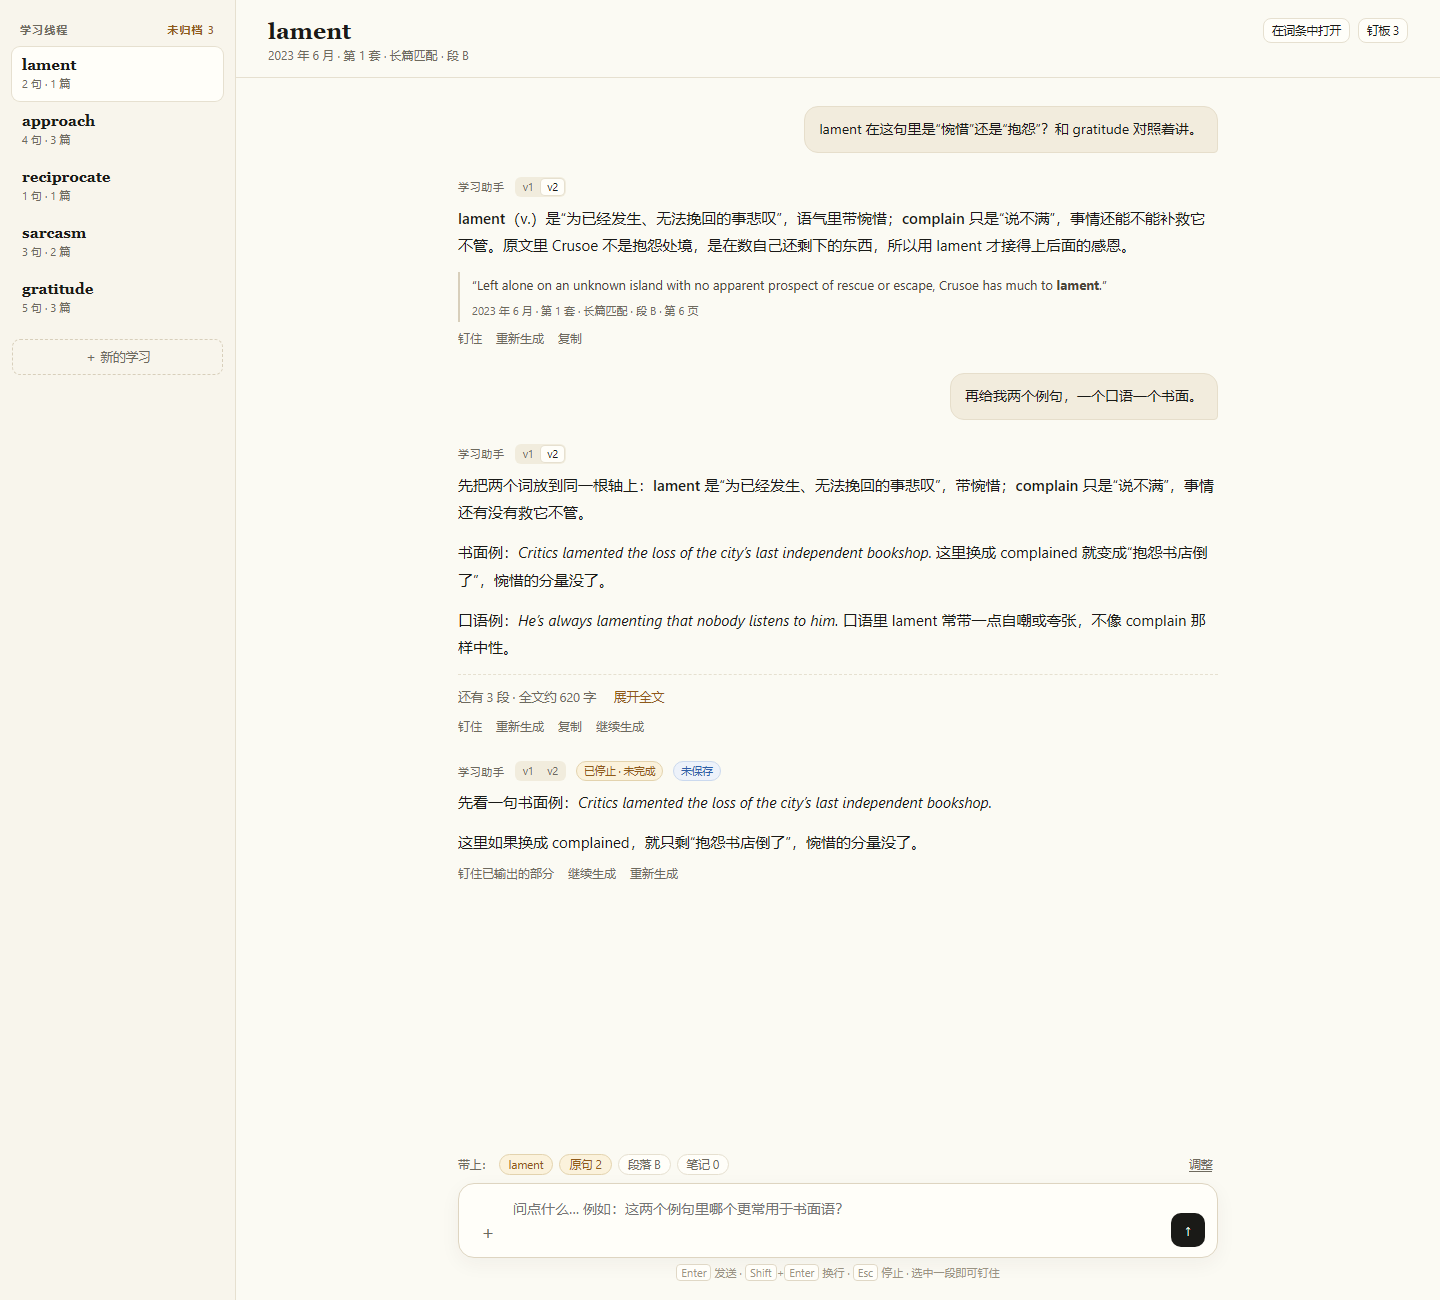 学习线程
未归档 3
lament
2 句 · 1 篇
approach
4 句 · 3 篇
reciprocate
1 句 · 1 篇
sarcasm
3 句 · 2 篇
gratitude
5 句 · 3 篇
+ 新的学习
lament
2023 年 6 月 · 第 1 套 · 长篇匹配 · 段 B
在词条中打开
钉板 3
lament 在这句里是“惋惜”还是“抱怨”？和 gratitude 对照着讲。
学习助手 v1 v2
lament（v.）是“为已经发生、无法挽回的事悲叹”，语气里带惋惜；complain 只是“说不满”，事情还能不能补救它
不管。原文里 Crusoe 不是抱怨处境，是在数自己还剩下的东西，所以用 lament 才接得上后面的感恩。
“Left alone on an unknown island with no apparent prospect of rescue or escape, Crusoe has much to lament.”
2023 年 6 月 · 第 1 套 · 长篇匹配 · 段 B · 第 6 页
钉住 重新生成 复制
再给我两个例句，一个口语一个书面。
学习助手 v1 v2
先把两个词放到同一根轴上：lament 是“为已经发生、无法挽回的事悲叹”，带惋惜；complain 只是“说不满”，事情
还有没有救它不管。
书面例：Critics lamented the loss of the city’s last independent bookshop. 这里换成 complained 就变成“抱怨书店倒
了”，惋惜的分量没了。
口语例：He’s always lamenting that nobody listens to him. 口语里 lament 常带一点自嘲或夸张，不像 complain 那
样中性。
还有 3 段 · 全文约 620 字 展开全文
钉住 重新生成 复制 继续生成
学习助手 v1 v2 已停止 · 未完成 未保存
先看一句书面例：Critics lamented the loss of the city’s last independent bookshop.
这里如果换成 complained，就只剩“抱怨书店倒了”，惋惜的分量没了。
钉住已输出的部分 继续生成 重新生成
带上： lament 原句 2 段落 B 笔记 0 调整
问点什么… 例如：这两个例句里哪个更常用于书面语？
+
↑
Enter 发送 · Shift+Enter 换行 · Esc 停止 · 选中一段即可钉住